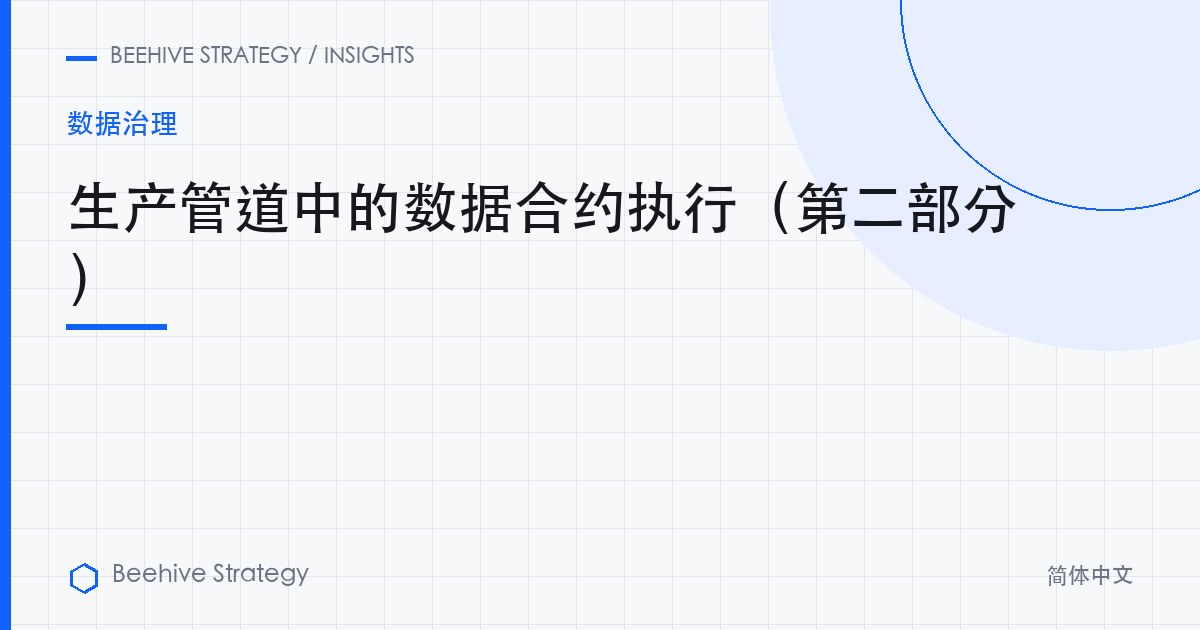 BEEHIVE STRATEGY / INSIGHTS
数据治理
生产管道中的数据合约执行（第二部分
）
Beehive Strategy
简体中文